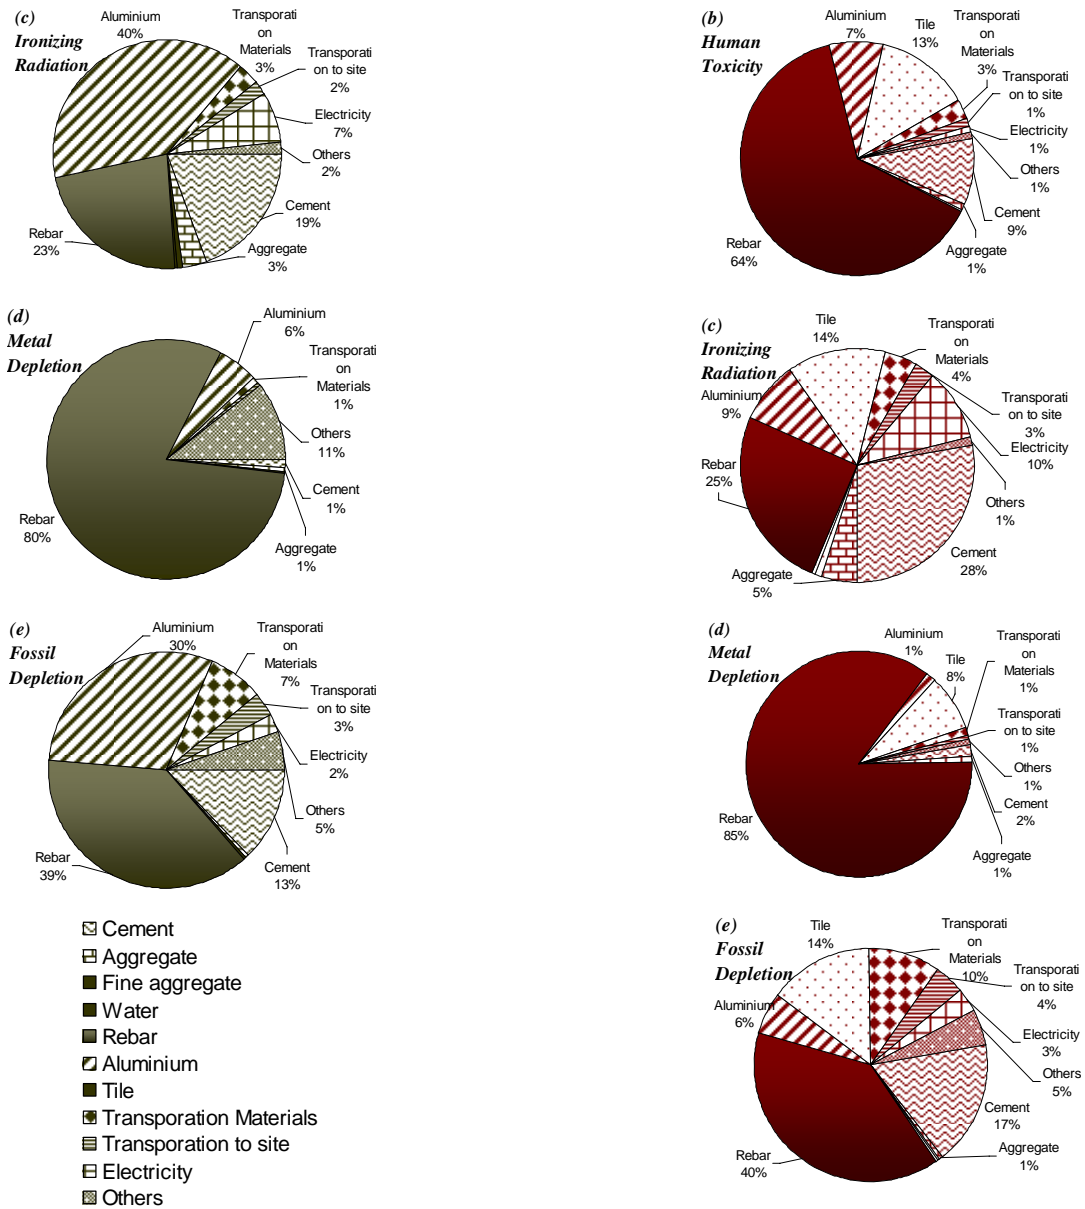 (c)
Ironizing
Radiation
Aluminium
40%
Transporati
on
Materials
3%
Transporati
on to site
2%
Electricity
7%
Others
2%
Cement
19%
Aggregate
3%
Rebar
23%
(d)
Metal
Depletion
Aluminium
6%
Transporati
on
Materials
1%
Others
11%
Cement
1%
Aggregate
1%
Rebar
80%
(e)
Fossil
Depletion
Aluminium
30%
Transporati
on
Materials
7%
Transporati
on to site
3%
Electricity
2%
Others
5%
Cement
13%
Rebar
39%
Cement
Aggregate
Fine aggregate
Water
Rebar
Aluminium
Tile
Transporation Materials
Transporation to site
Electricity
Others
(b)
Human
Toxicity
Aluminium
7%
Tile
13%
Transporati
on
Materials
3%
Transporati
on to site
1%
Electricity
1%
Others
1%
Cement
9%
Aggregate
1%
Rebar
64%
(c)
Ironizing
Radiation
Tile
14%
Transporati
on
Materials
4%
Transporati
on to site
3%
Electricity
10%
Others
1%
Cement
28%
Aggregate
5%
Rebar
25%
Aluminium
9%
(d)
Metal
Depletion
Aluminium
1%
Tile
8%
Transporati
on
Materials
1%
Transporati
on to site
1%
Others
1%
Cement
2%
Aggregate
1%
Rebar
85%
(e)
Fossil
Depletion
Tile
14%
Transporati
on
Materials
10%
Transporati
on to site
4%
Electricity
3%
Others
5%
Cement
17%
Aggregate
1%
Rebar
40%
Aluminium
6%